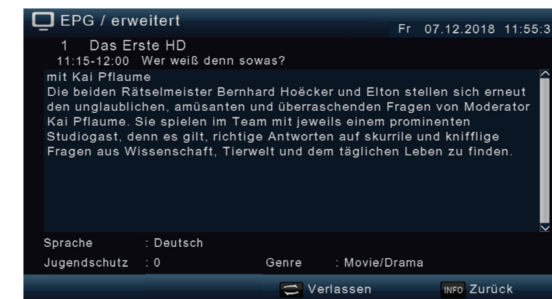 EPG / erweitert
Fr 07.12.2018 11:55:3
1 Das Erste HD
11:15-12:00 Wer weiß denn sowas?
mit Kai Pflaume
Die beiden Rätselmeister Bernhard Hoëcker und Elton stellen sich erneut
den unglaublichen, amüsanten und überraschenden Fragen von Moderator
Kai Pflaume. Sie spielen im Team mit jeweils einem prominenten
Studiogast, denn es gilt, richtige Antworten auf skurrile und knifflige
Fragen aus Wissenschaft, Tierwelt und dem täglichen Leben zu finden.
Sprache : Deutsch
Jugendschutz : 0 Genre : Movie/Drama
Verlassen INFO Zurück